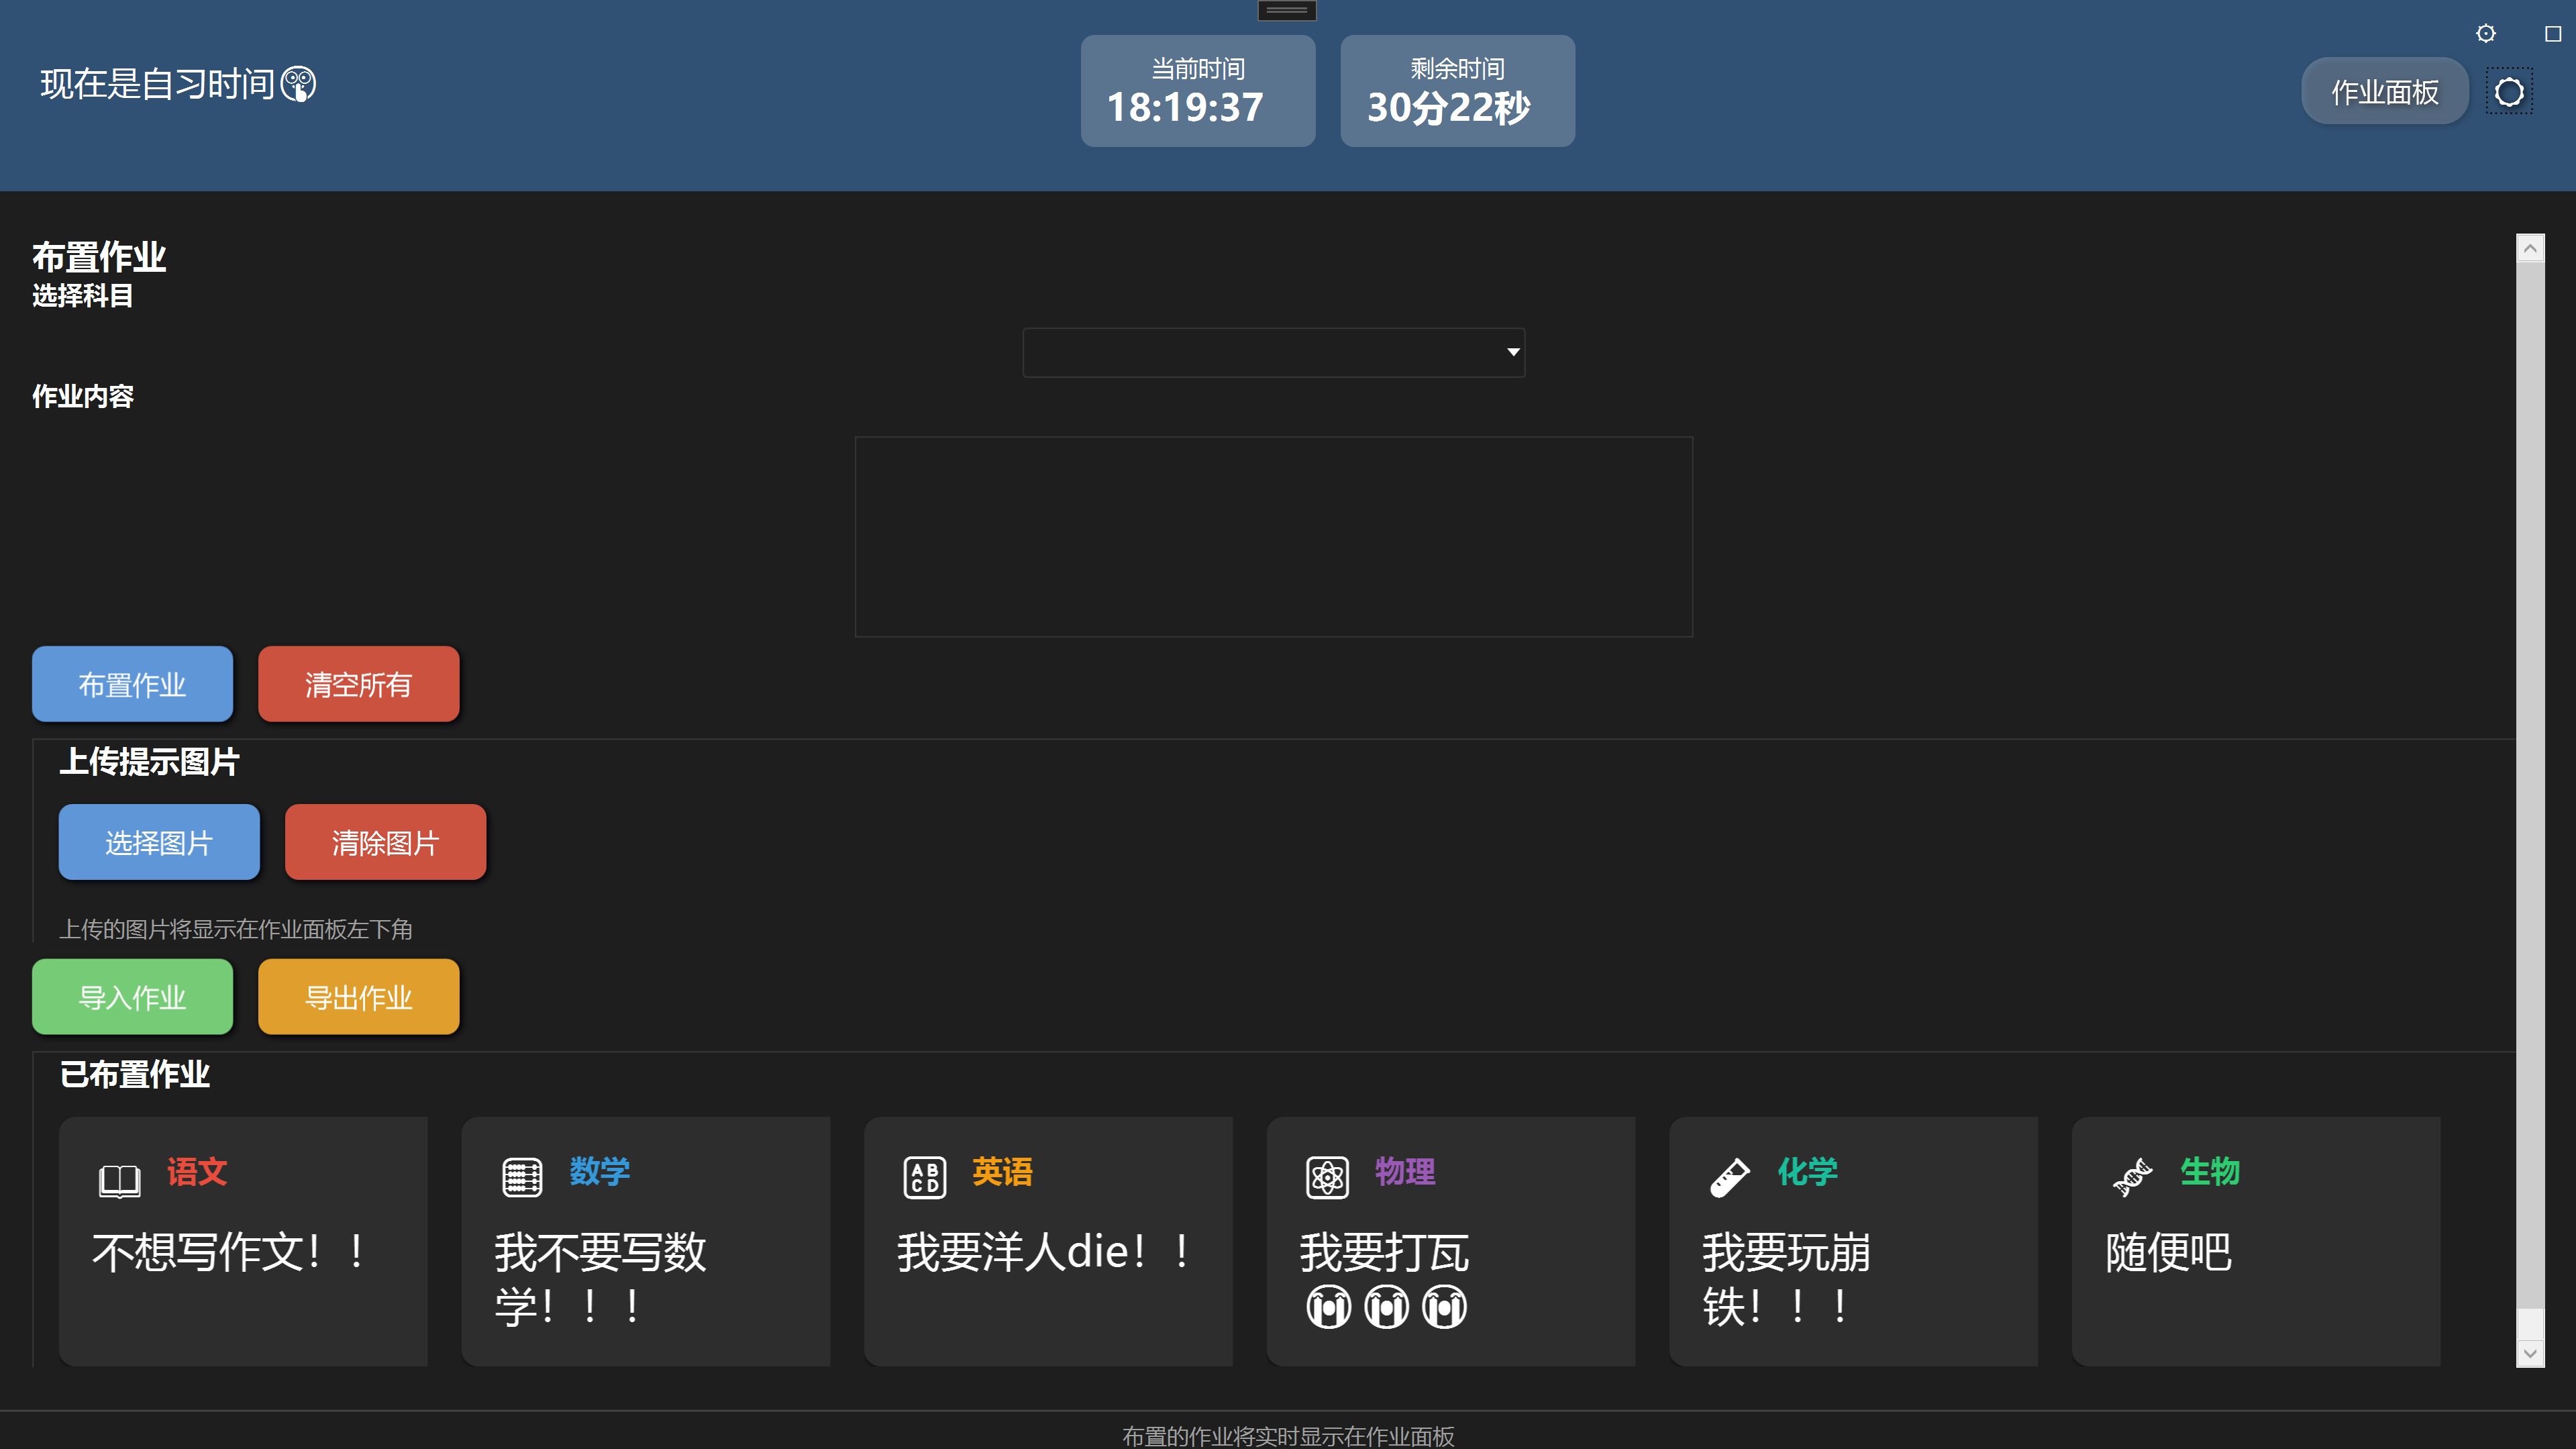 现在是自习时间🤫
当前时间
18:19:37
剩余时间
30分22秒
作业面板
布置作业
选择科目
作业内容
布置作业
清空所有
上传提示图片
选择图片
清除图片
上传的图片将显示在作业面板左下角
导入作业
导出作业
已布置作业
语文
不想写作文！！
数学
我不要写数
学！！！
英语
我要洋人die！！
物理
我要打瓦
😭😭😭
化学
我要玩崩
铁！！！
生物
随便吧
布置的作业将实时显示在作业面板